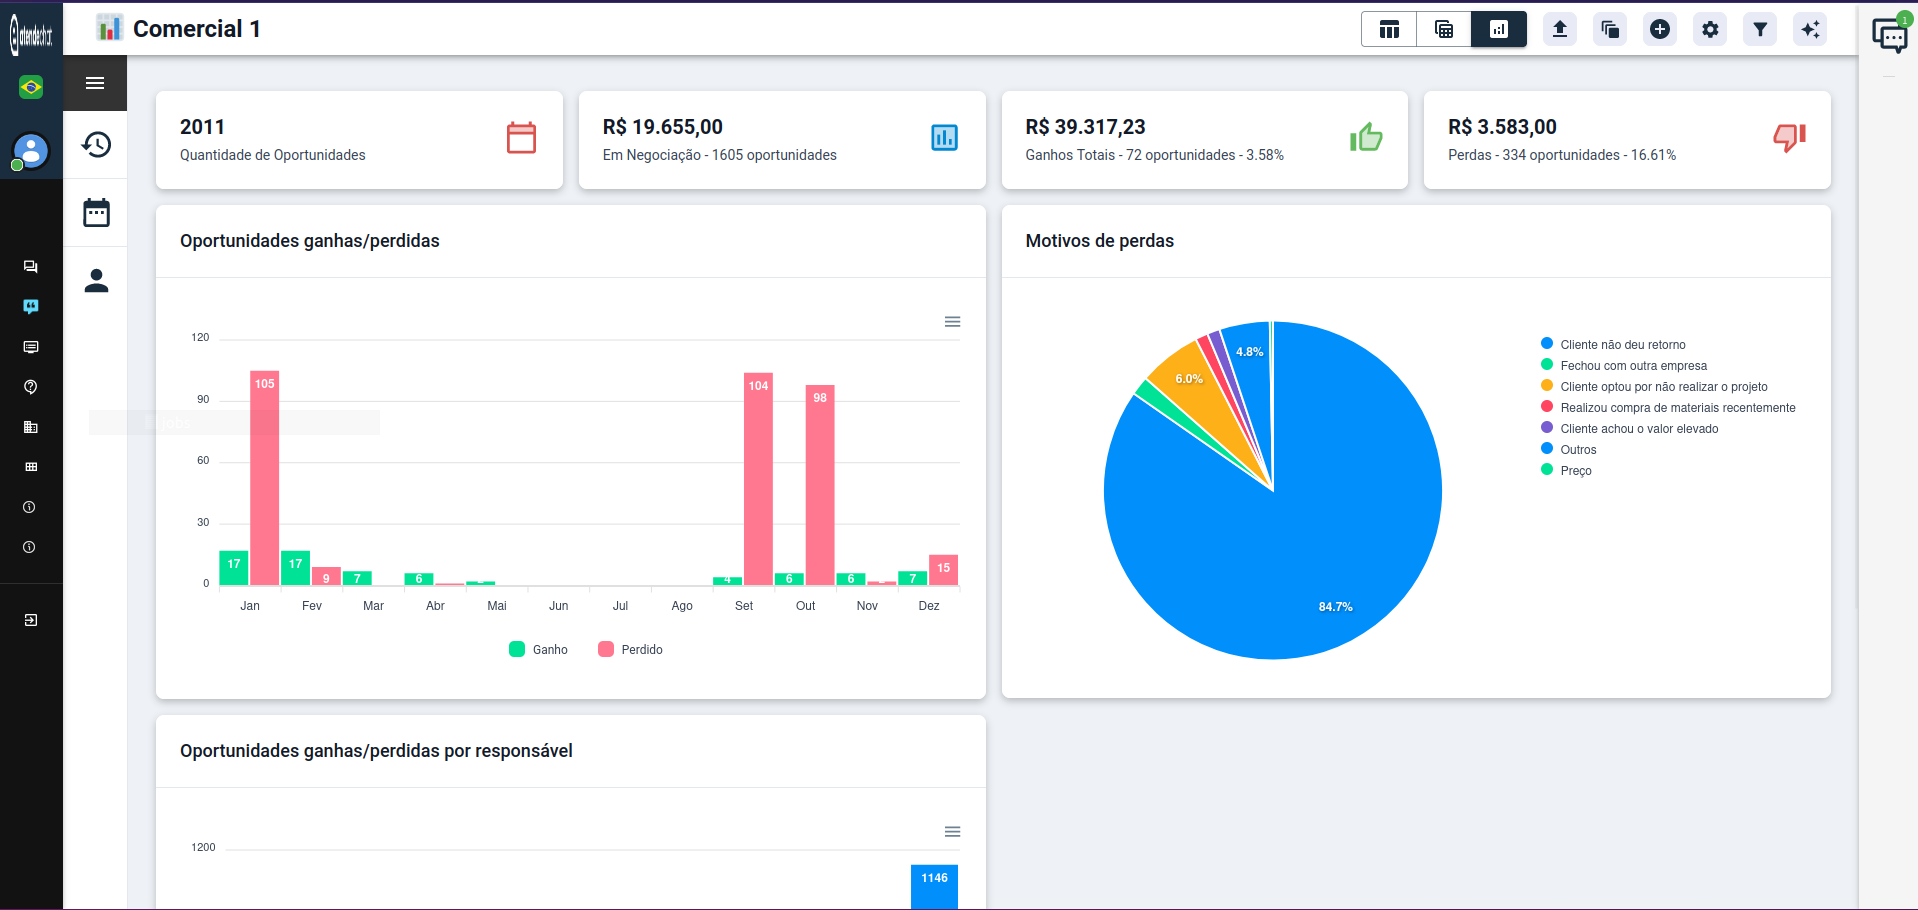 atendechat
Comercial 1
1
2011
Quantidade de Oportunidades
R$ 19.655,00
Em Negociação - 1605 oportunidades
R$ 39.317,23
Ganhos Totais - 72 oportunidades - 3.58%
R$ 3.583,00
Perdas - 334 oportunidades - 16.61%
Oportunidades ganhas/perdidas
120
90
60
30
0
17
105
17
9
7
6
4
104
6
98
6
7
15
Jan
Fev
Mar
Abr
Mai
Jun
Jul
Ago
Set
Out
Nov
Dez
Ganho
Perdido
Motivos de perdas
4.8%
6.0%
84.7%
Cliente não deu retorno
Fechou com outra empresa
Cliente optou por não realizar o projeto
Realizou compra de materiais recentemente
Cliente achou o valor elevado
Outros
Preço
Oportunidades ganhas/perdidas por responsável
1200
1146